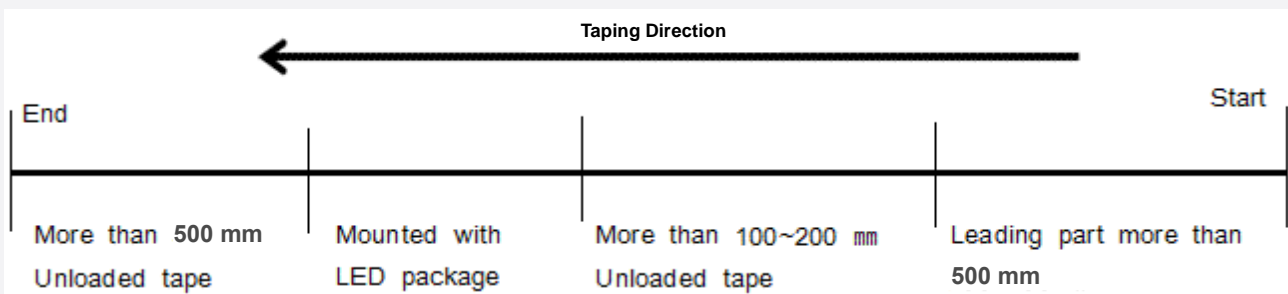 Taping Direction
End
Start
More than 500 mm
Unloaded tape
Mounted with
LED package
More than 100~200 mm
Unloaded tape
Leading part more than
500 mm